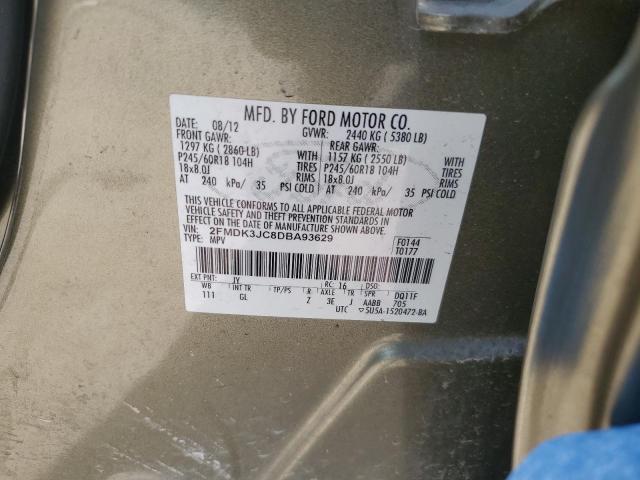 MFD. BY FORD MOTOR CO.
DATE: 08/12 GVWR: 2440 KG ( 5380 LB)
FRONT GAWR: REAR GAWR:
1297 KG ( 2860-LB) WITH 1157 KG ( 2550 LB) WITH
P245/60R18 104H TIRES P245/60R18 104H TIRES
18x8.0J RIMS 18x8.0J RIMS
AT 240 kPa/ 35 PSI COLD AT 240 kPa/ 35 PSI COLD
THIS VEHICLE CONFORMS TO ALL APPLICABLE FEDERAL MOTOR
VEHICLE SAFETY AND THEFT PREVENTION STANDARDS IN
EFFECT ON THE DATE OF MANUFACTURE SHOWN ABOVE.
VIN: 2FMDK3JC8DBA93629 F0144
TYPE: MPV T0177
EXT PNT: JY RC: 16 DSO:
WB INT TR TP/PS R AXLE TR SPR DQ11F
111 GL Z 3E J AABB 705
UTC SU5A-1520472-BA